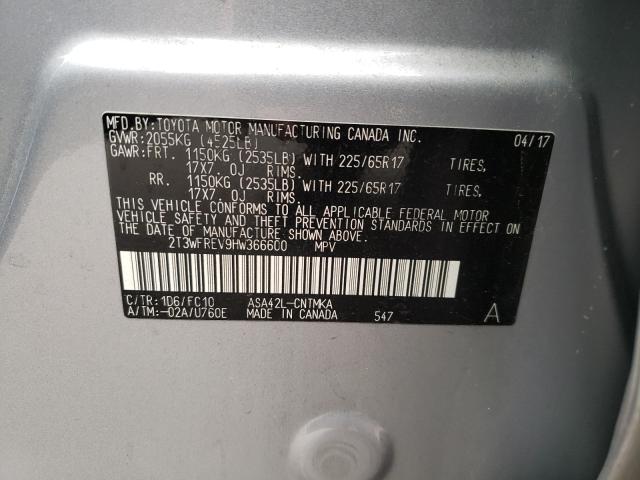 MFD.BY:TOYOTA MOTOR MANUFACTURING CANADA INC. 04/17
GVWR:2055KG (4525LB)
GAWR:FRT. 1150KG (2535LB) WITH 225/65R17 TIRES,
17X7.0J RIMS.
RR. 1150KG (2535LB) WITH 225/65R17 TIRES,
17X7.0J RIMS.
THIS VEHICLE CONFORMS TO ALL APPLICABLE FEDERAL MOTOR
VEHICLE SAFETY AND THEFT PREVENTION STANDARDS IN EFFECT ON
THE DATE OF MANUFACTURE SHOWN ABOVE.
2T3WFREV9HW366600 MPV
C/TR:1D6/FC10 ASA42L-CNTMKA
A/TM:-02A/U760E MADE IN CANADA 547 A